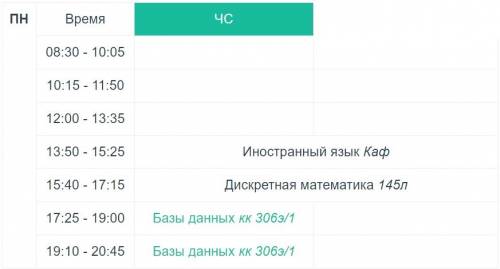 ПН Время ЧС
08:30 - 10:05
10:15 - 11:50
12:00 - 13:35
13:50 - 15:25 Иностранный язык Каф
15:40 - 17:15 Дискретная математика 145л
17:25 - 19:00 Базы данных кк 306э/1
19:10 - 20:45 Базы данных кк 306э/1